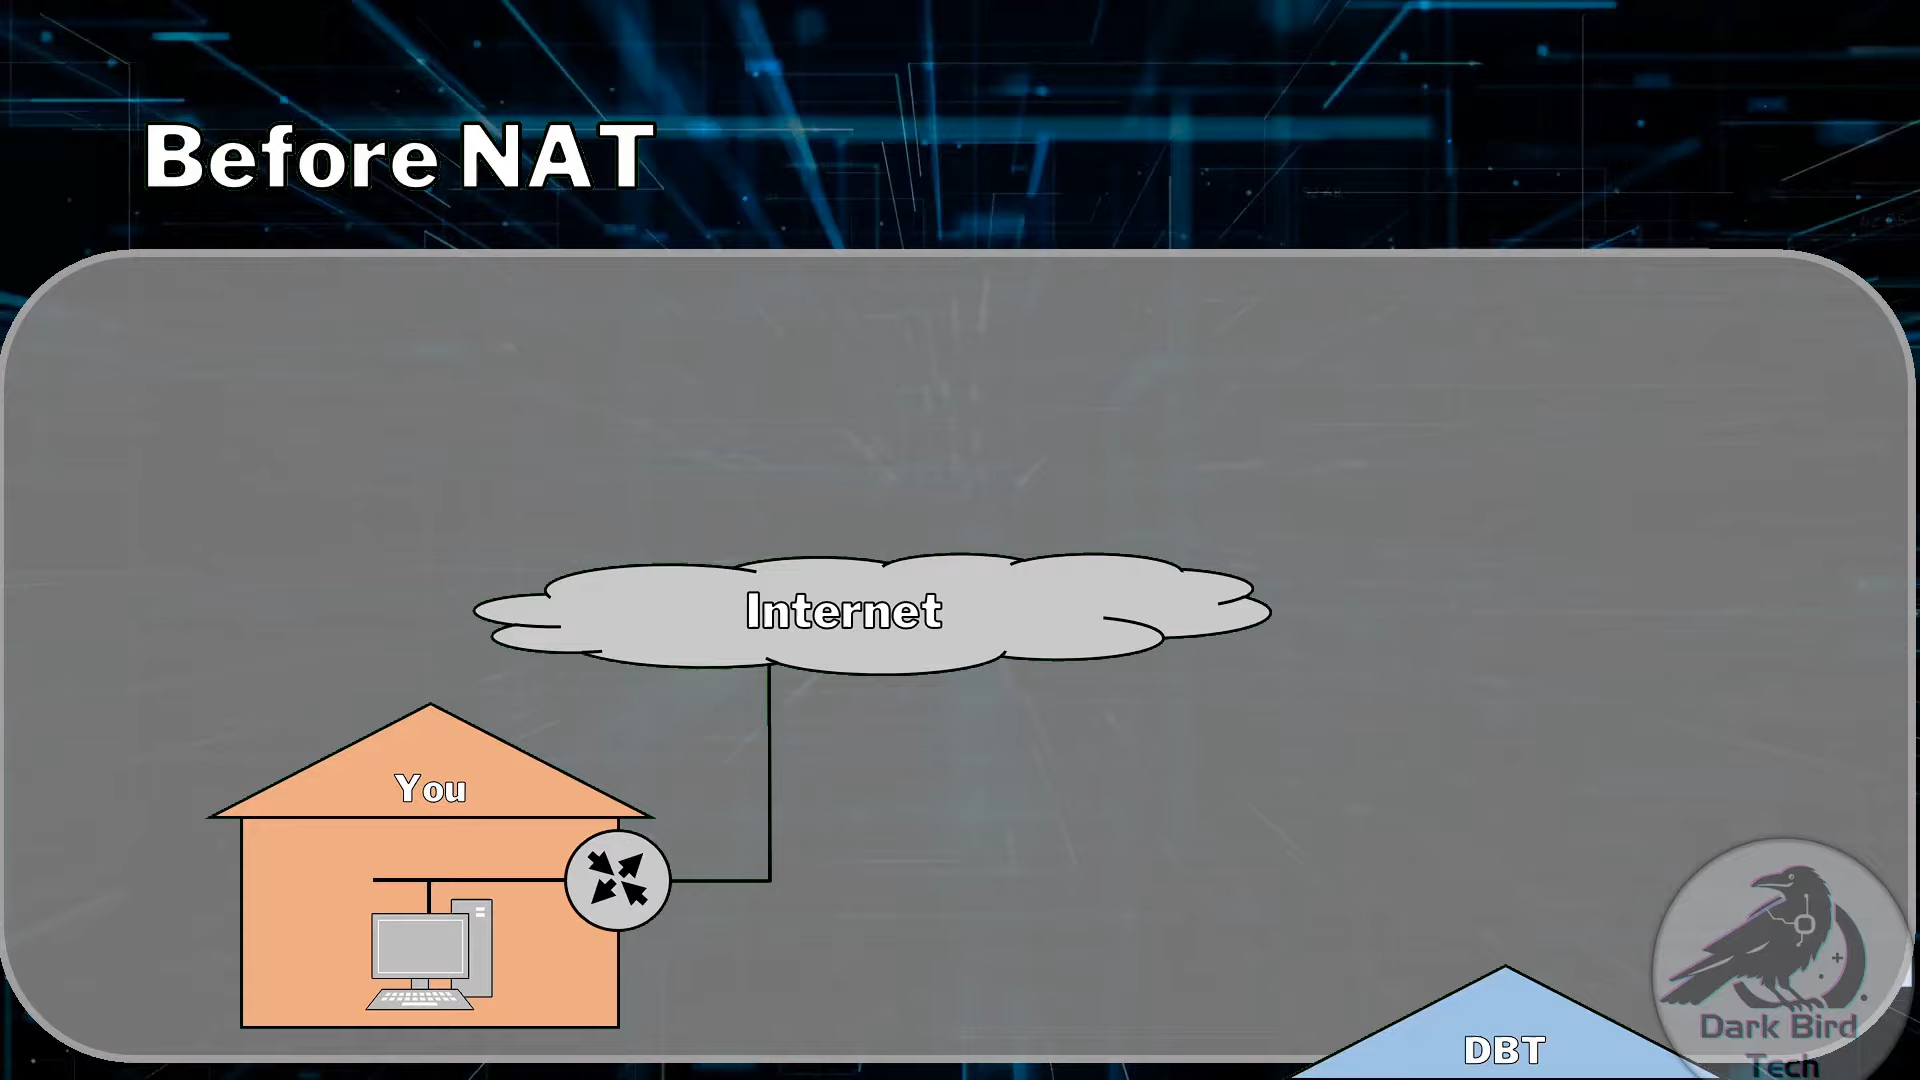 Before NAT
Internet
You
DBT
Dark Bird
Tech